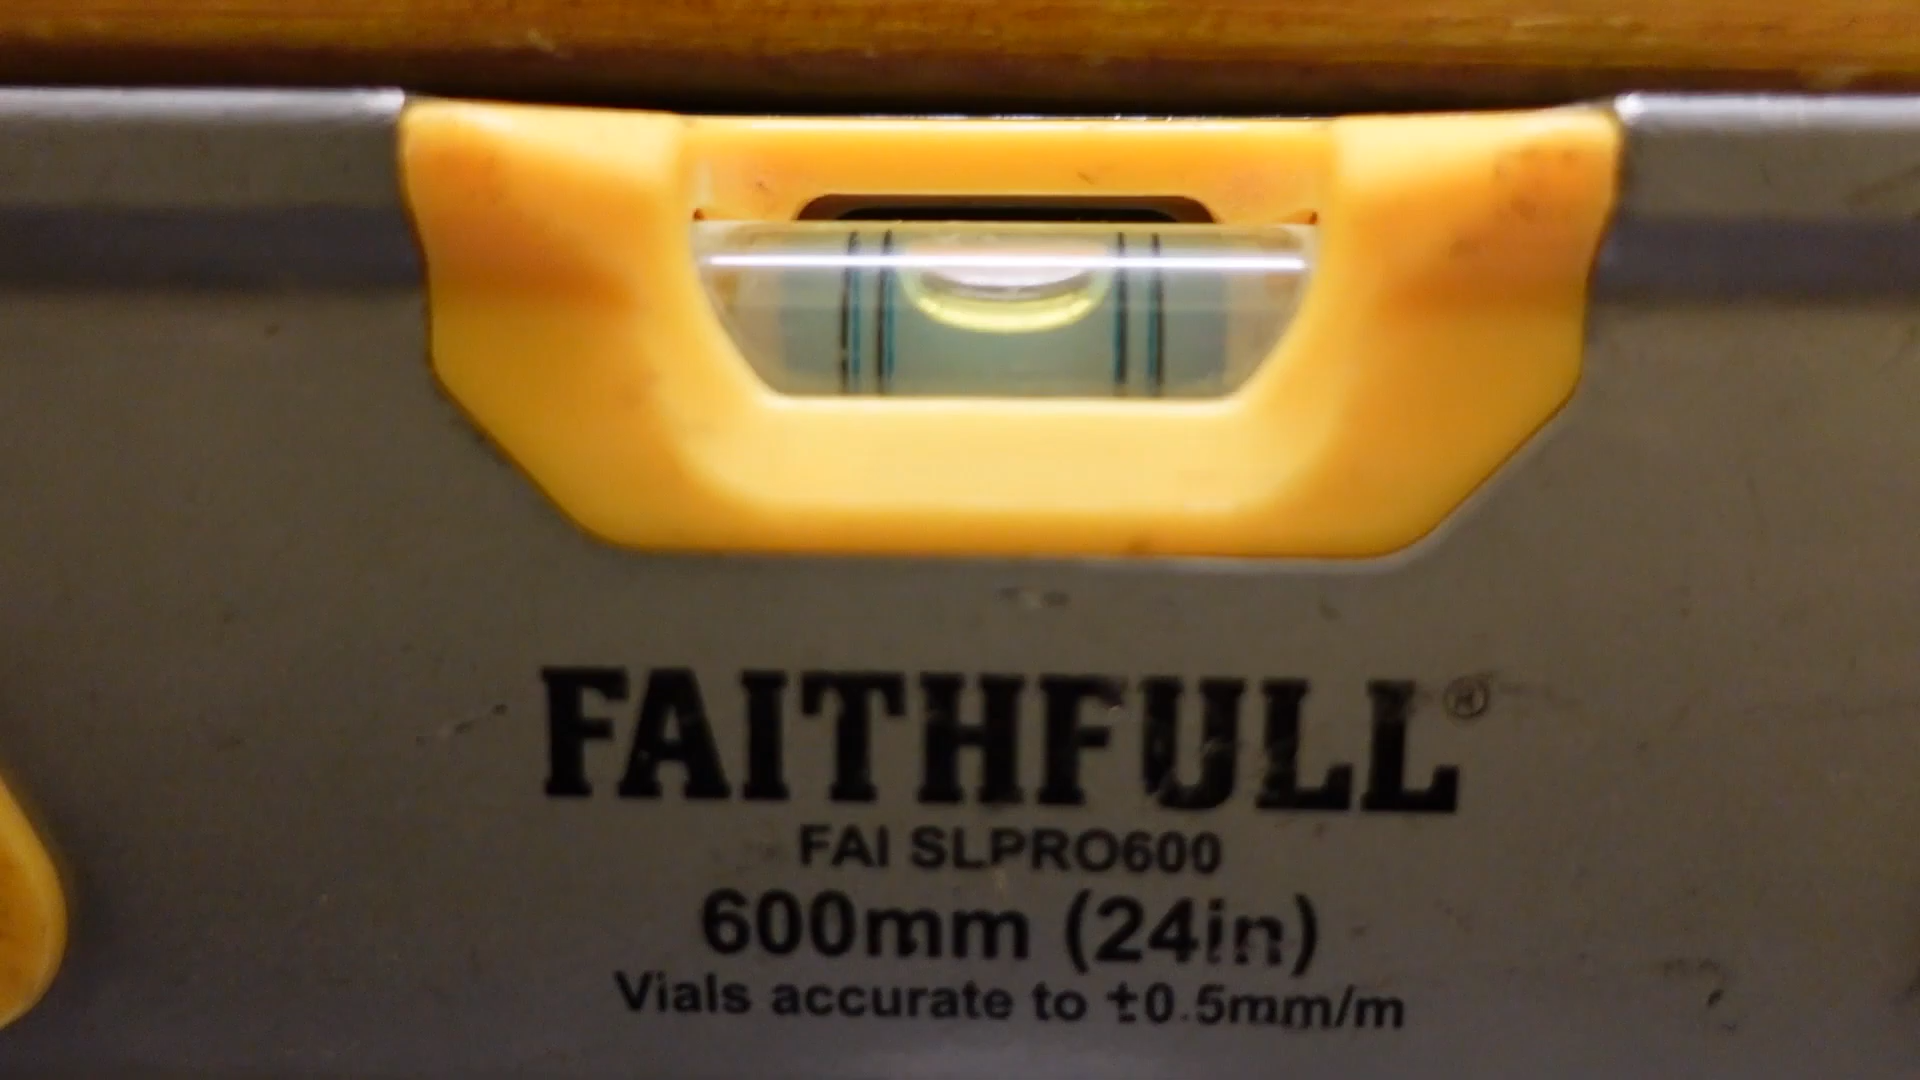 FAITHFULL®
FAI SLPRO600
600mm (24in)
Vials accurate to ±0.5mm/m